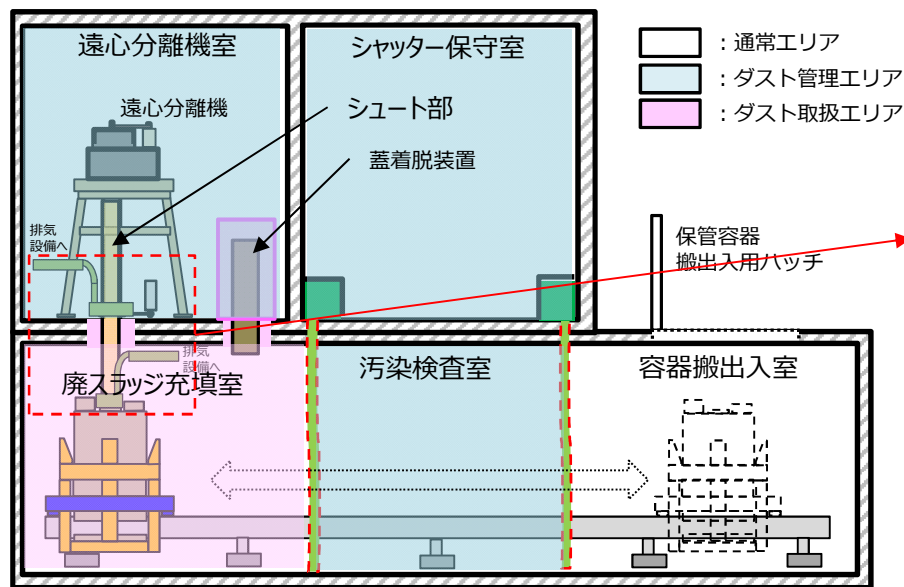 遠心分離機室
シャッター保守室
：通常エリア
：ダスト管理エリア
：ダスト取扱エリア
遠心分離機
シュート部
蓋着脱装置
排気
設備へ
保管容器
搬出入用ハッチ
排気
設備へ
廃スラッジ充填室
汚染検査室
容器搬出入室